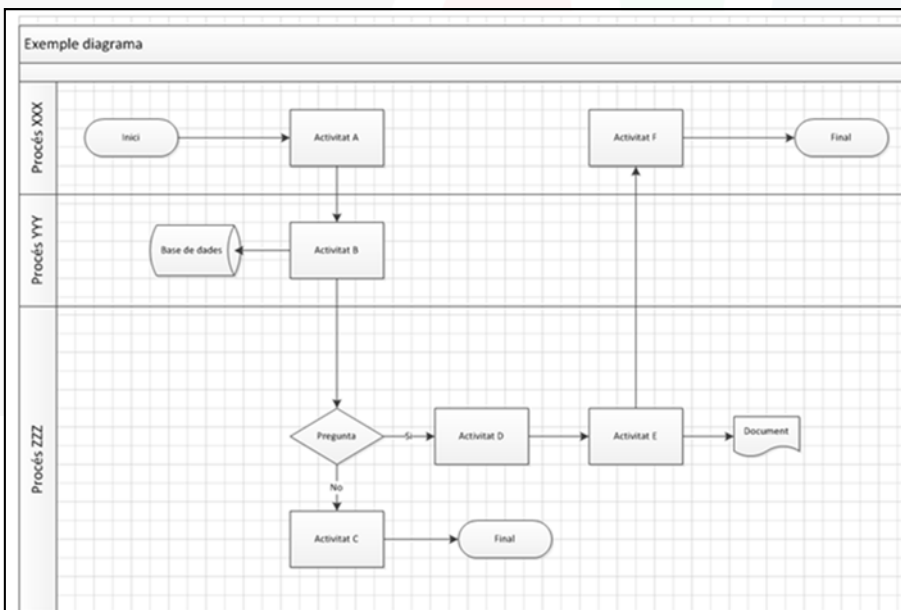 Exemple diagrama
Procés XXX
Inici
Activitat A
Activitat F
Final
Procés YYY
Base de dades
Activitat B
Procés ZZZ
Pregunta
Si
Activitat D
Activitat E
Document
No
Activitat C
Final